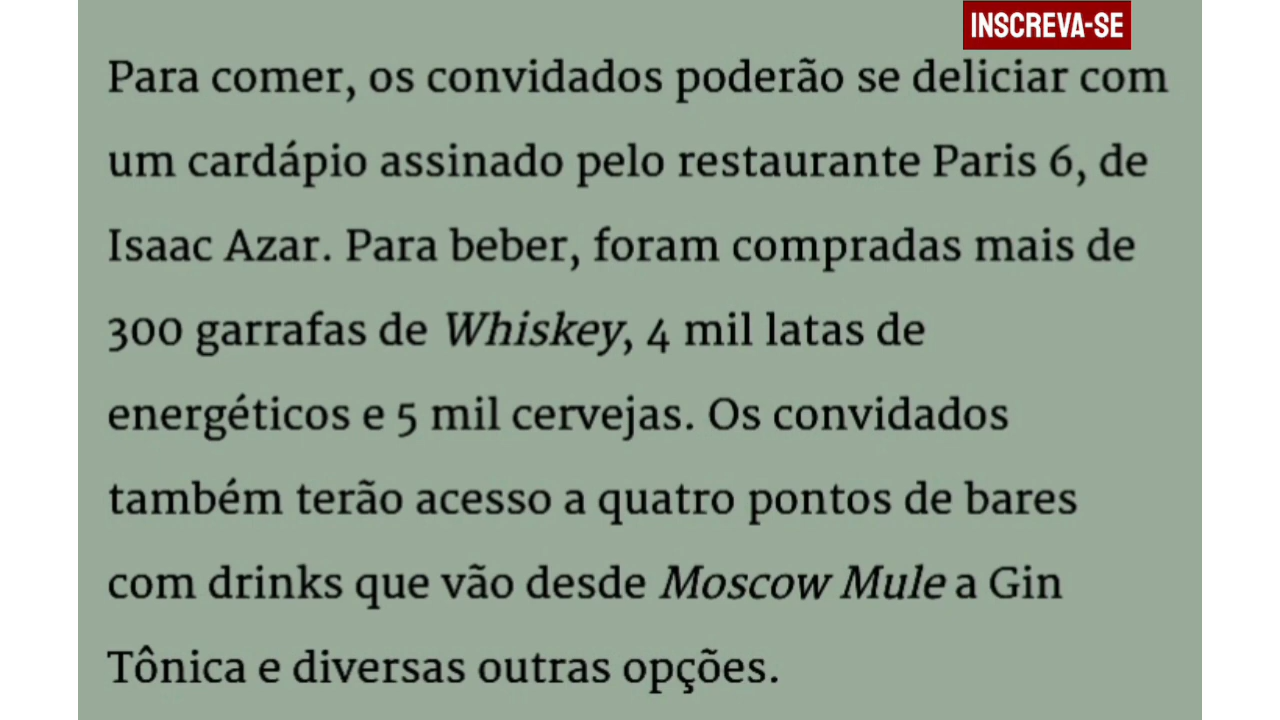 INSCREVA-SE
Para comer, os convidados poderão se deliciar com
um cardápio assinado pelo restaurante Paris 6, de
Isaac Azar. Para beber, foram compradas mais de
300 garrafas de Whiskey, 4 mil latas de
energéticos e 5 mil cervejas. Os convidados
também terão acesso a quatro pontos de bares
com drinks que vão desde Moscow Mule a Gin
Tônica e diversas outras opções.